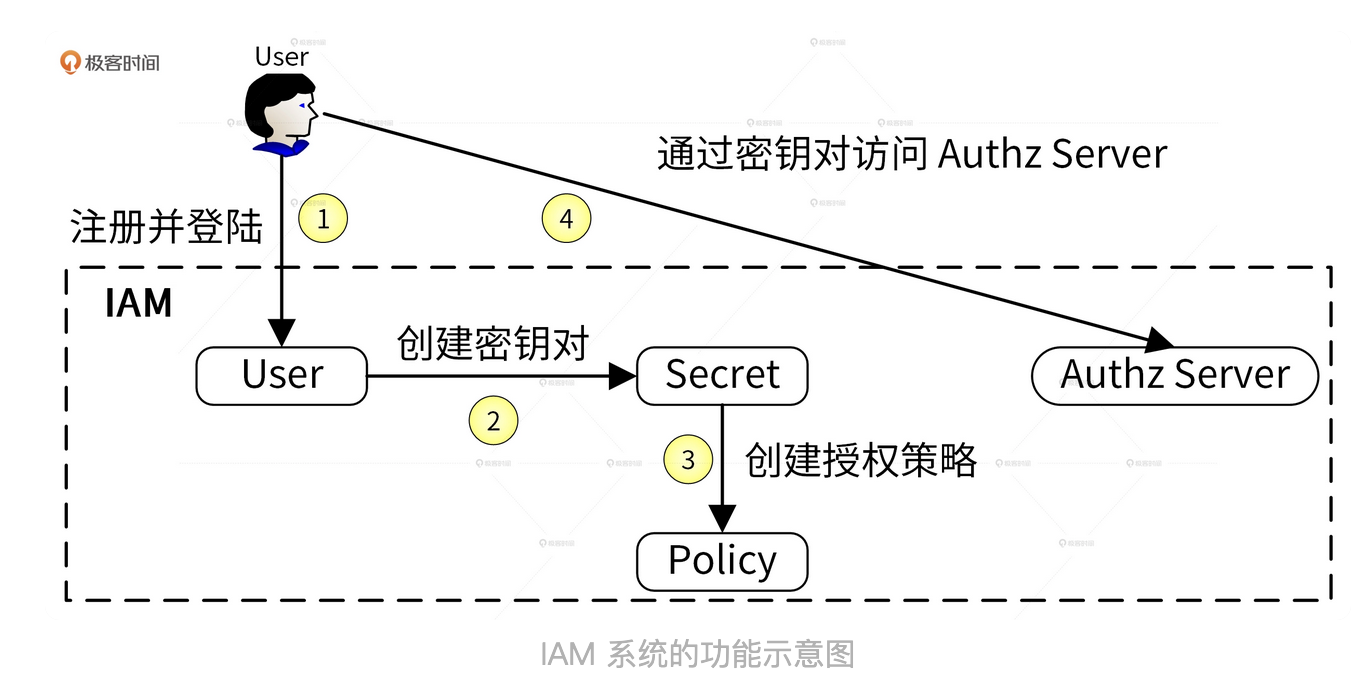 极客时间
User
通过密钥对访问 Authz Server
注册并登陆
1
4
IAM
创建密钥对
User
Secret
Authz Server
2
3
创建授权策略
Policy
IAM 系统的功能示意图